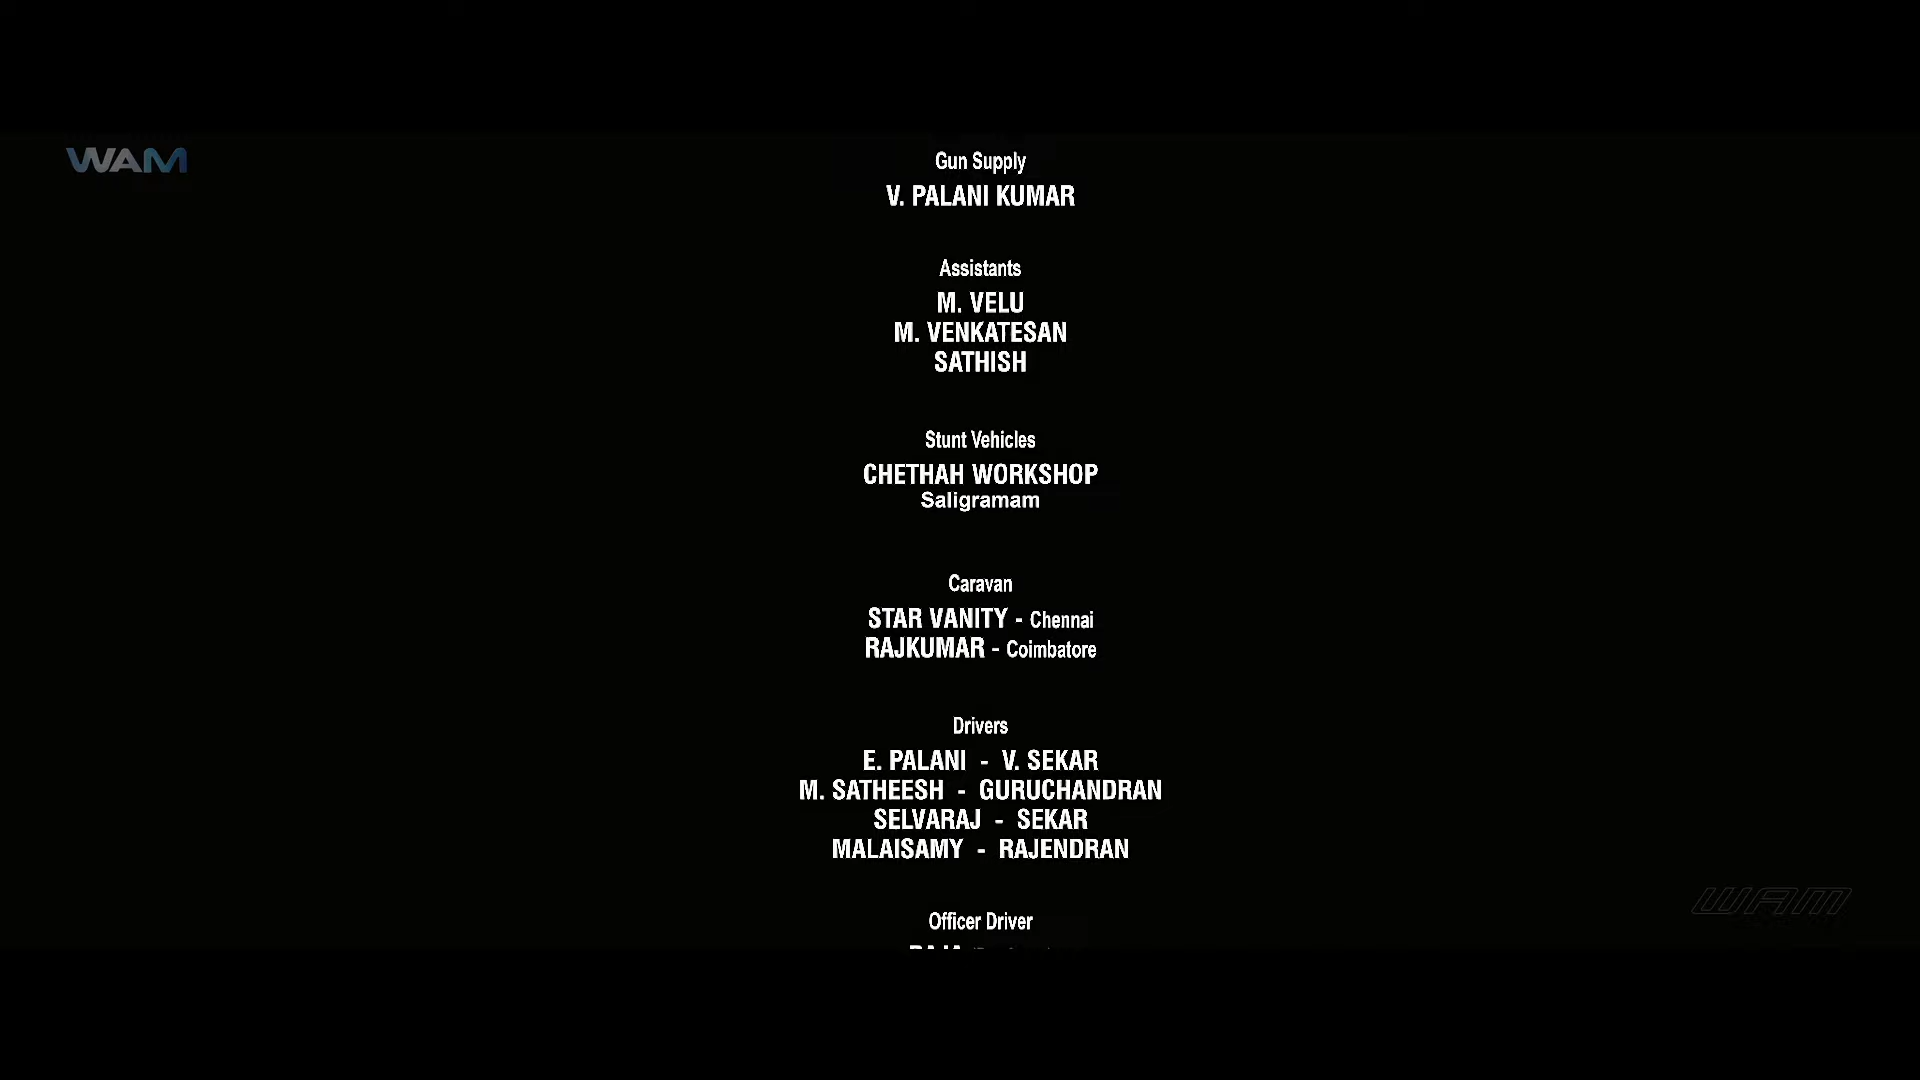 WAM
Gun Supply
V. PALANI KUMAR
Assistants
M. VELU
M. VENKATESAN
SATHISH
Stunt Vehicles
CHETHAH WORKSHOP
Saligramam
Caravan
STAR VANITY - Chennai
RAJKUMAR - Coimbatore
Drivers
E. PALANI - V. SEKAR
M. SATHEESH - GURUCHANDRAN
SELVARAJ - SEKAR
MALAISAMY - RAJENDRAN
Officer Driver
WAM